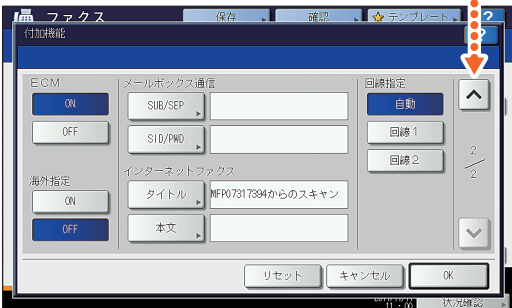 ファクス 保存 確認 テンプレート ?
付加機能 ?
ECM メールボックス通信 回線指定
ON SUB/SEP 自動
OFF SID/PWD 回線1
回線2
インターネットファクス 2/2
海外指定 タイトル MFP07317394からのスキャン
ON
OFF 本文
リセット キャンセル OK
11:00 状況確認